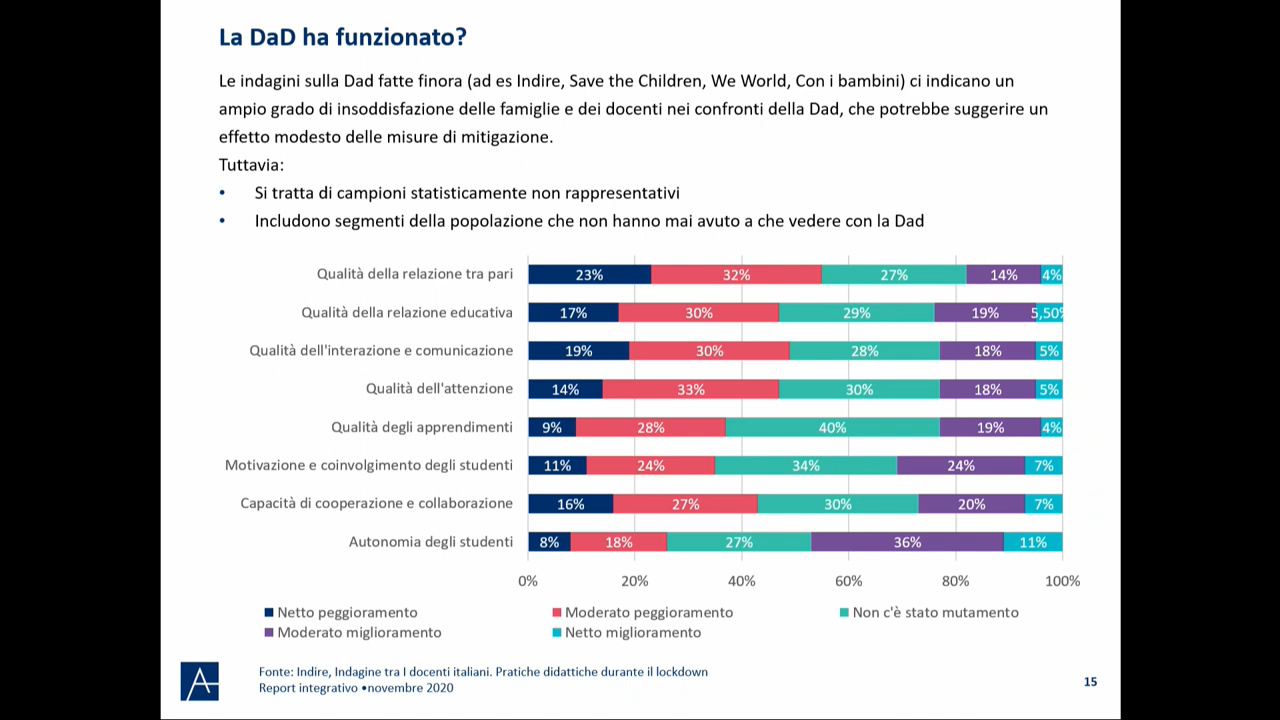 La DaD ha funzionato?
Le indagini sulla Dad fatte finora (ad es Indire, Save the Children, We World, Con i bambini) ci indicano un
ampio grado di insoddisfazione delle famiglie e dei docenti nei confronti della Dad, che potrebbe suggerire un
effetto modesto delle misure di mitigazione.
Tuttavia:
• Si tratta di campioni statisticamente non rappresentativi
• Includono segmenti della popolazione che non hanno mai avuto a che vedere con la Dad
Qualità della relazione tra pari 23% 32% 27% 14% 4%
Qualità della relazione educativa 17% 30% 29% 19% 5,50%
Qualità dell'interazione e comunicazione 19% 30% 28% 18% 5%
Qualità dell'attenzione 14% 33% 30% 18% 5%
Qualità degli apprendimenti 9% 28% 40% 19% 4%
Motivazione e coinvolgimento degli studenti 11% 24% 34% 24% 7%
Capacità di cooperazione e collaborazione 16% 27% 30% 20% 7%
Autonomia degli studenti 8% 18% 27% 36% 11%
0% 20% 40% 60% 80% 100%
Netto peggioramento Moderato peggioramento Non c'è stato mutamento
Moderato miglioramento Netto miglioramento
Fonte: Indire, Indagine tra I docenti italiani. Pratiche didattiche durante il lockdown
Report integrativo •novembre 2020
15